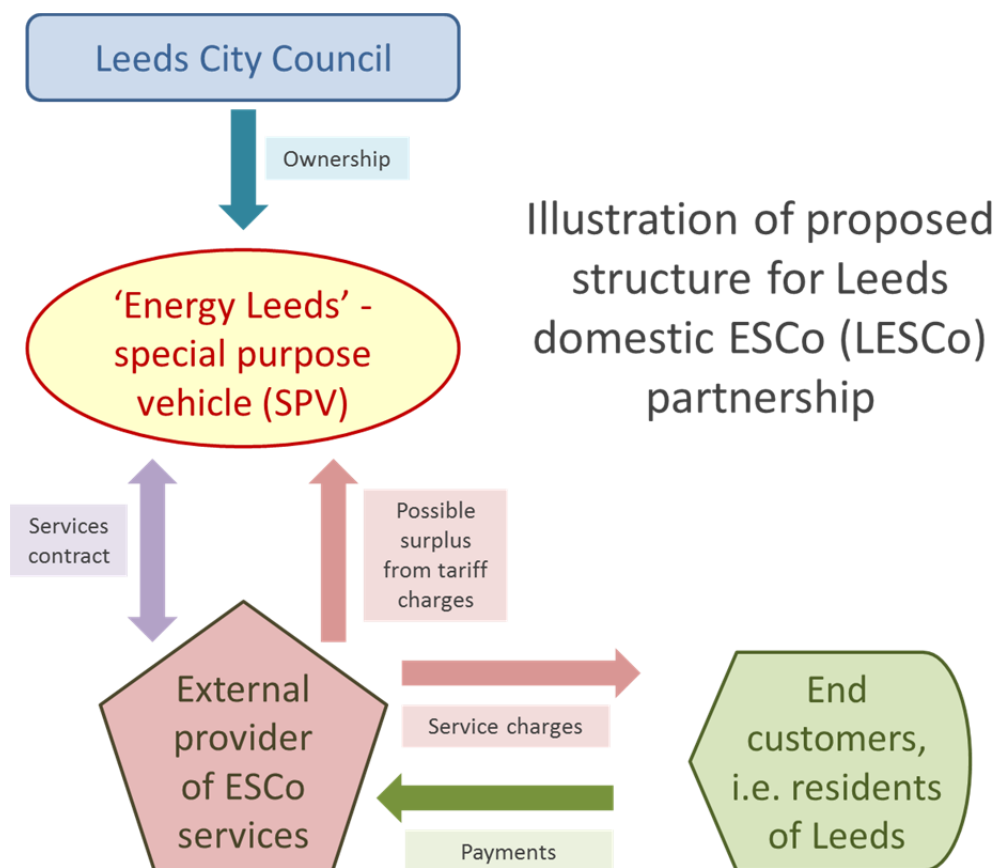 Leeds City Council
Ownership
Illustration of proposed
structure for Leeds
domestic ESCo (LESCo)
partnership
‘Energy Leeds’ -
special purpose
vehicle (SPV)
Services
contract
Possible
surplus
from tariff
charges
External
provider
of ESCo
services
Service charges
Payments
End
customers,
i.e. residents
of Leeds